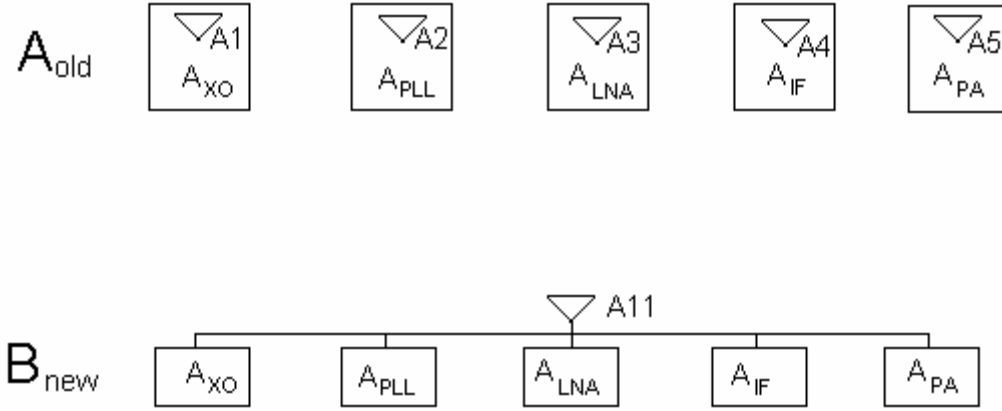 A1 A2 A3 A4 A5
Aold AXO APLL ALNA AIF APA
A11
Bnew AXO APLL ALNA AIF APA